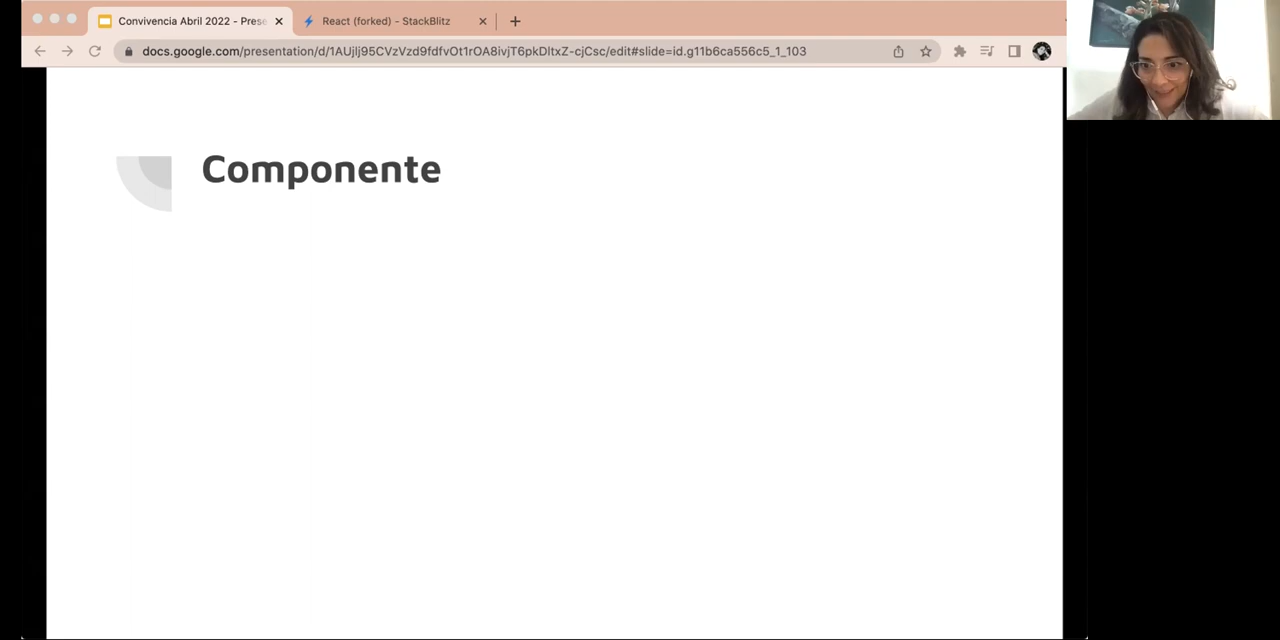 Convivencia Abril 2022 - Prese
React (forked) - StackBlitz
docs.google.com/presentation/d/1AUjlj95CVzVzd9fdfvOt1rOA8ivjT6pkDltxZ-cjCsc/edit#slide=id.g11b6ca556c5_1_103
Componente